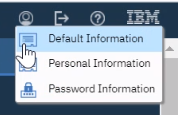 IBM
Default Information
Personal Information
Password Information